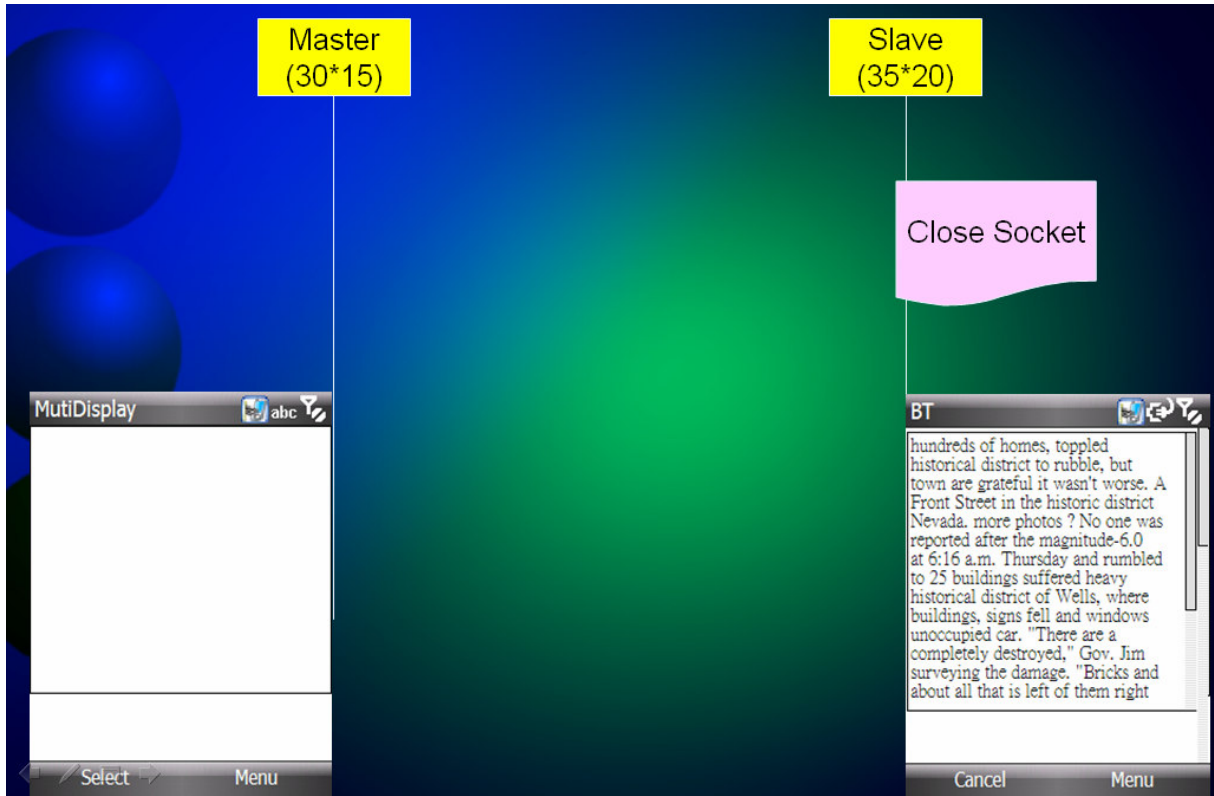 Master
(30*15)
Slave
(35*20)
Close Socket
MutiDisplay
abc
Select
Menu
BT
hundreds of homes, toppled
historical district to rubble, but
town are grateful it wasn't worse. A
Front Street in the historic district
Nevada. more photos ? No one was
reported after the magnitude-6.0
at 6:16 a.m. Thursday and rumbled
to 25 buildings suffered heavy
historical district of Wells, where
buildings, signs fell and windows
unoccupied car. "There are a
completely destroyed," Gov. Jim
surveying the damage. "Bricks and
about all that is left of them right
Cancel
Menu